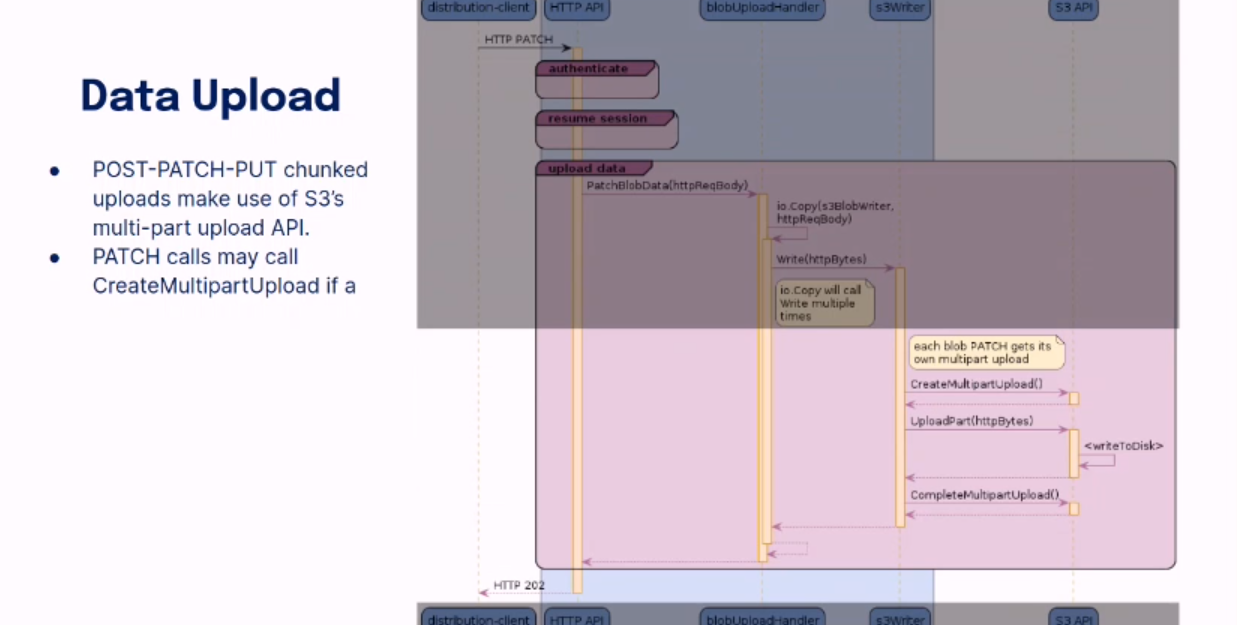 distribution-client HTTP API blobUploadHandler s3Writer S3 API
HTTP PATCH
authenticate
Data Upload
resume session
● POST-PATCH-PUT chunked
uploads make use of S3's
multi-part upload API.
● PATCH calls may call
CreateMultipartUpload if a
upload data
PatchBlobData(httpReqBody)
io.Copy(s3BlobWriter,
httpReqBody)
Write(httpBytes)
io.Copy will call
Write multiple
times
each blob PATCH gets its
own multipart upload
CreateMultipartUpload()
UploadPart(httpBytes)
<writeToDisk>
CompleteMultipartUpload()
HTTP 202
distribution-client HTTP API blobUploadHandler s3Writer S3 API